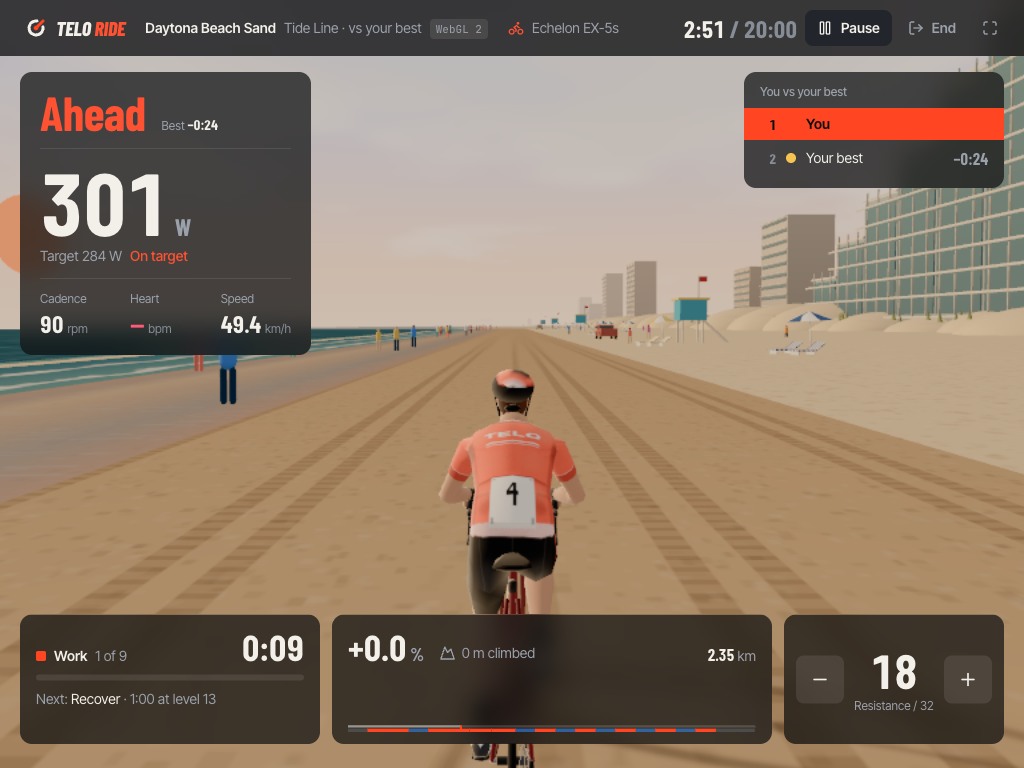 TELO RIDE Daytona Beach Sand Tide Line · vs your best WebGL 2 Echelon EX-5s 2:51 / 20:00 Pause End
Ahead Best −0:24
301 W
Target 284 W On target
Cadence Heart Speed
90 rpm – bpm 49.4 km/h
You vs your best
1 You
2 Your best −0:24
TELO
4
Work 1 of 9 0:09
Next: Recover · 1:00 at level 13
+0.0 % 0 m climbed 2.35 km
− 18 +
Resistance / 32